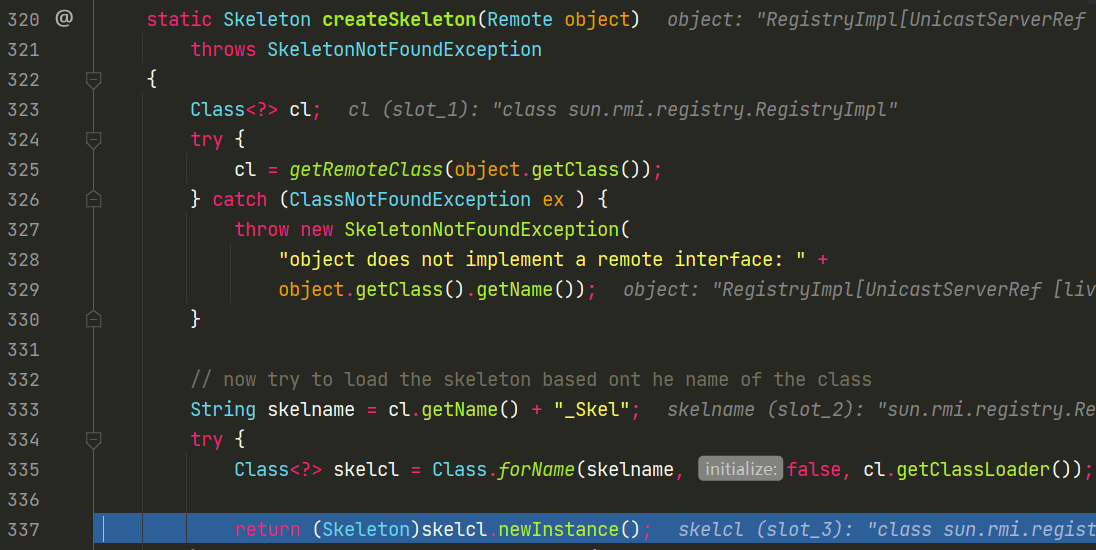 320 @ static Skeleton createSkeleton(Remote object) object: "RegistryImpl[UnicastServerRef
321 throws SkeletonNotFoundException
322 {
323 Class<?> cl; cl (slot_1): "class sun.rmi.registry.RegistryImpl"
324 try {
325 cl = getRemoteClass(object.getClass());
326 } catch (ClassNotFoundException ex ) {
327 throw new SkeletonNotFoundException(
328 "object does not implement a remote interface: " +
329 object.getClass().getName()); object: "RegistryImpl[UnicastServerRef [liv
330 }
331
332 // now try to load the skeleton based ont he name of the class
333 String skelname = cl.getName() + "_Skel"; skelname (slot_2): "sun.rmi.registry.Re
334 try {
335 Class<?> skelcl = Class.forName(skelname, initialize: false, cl.getClassLoader());
336
337 return (Skeleton)skelcl.newInstance(); skelcl (slot_3): "class sun.rmi.regist